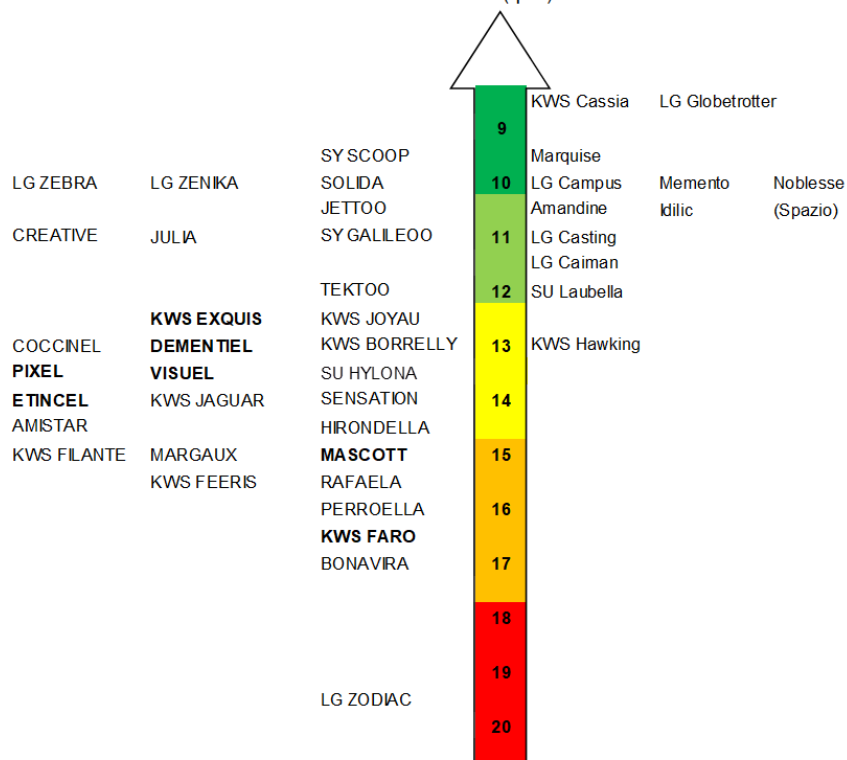 KWS Cassia LG Globetrotter
9
SY SCOOP Marquise
LG ZEBRA LG ZENIKA SOLIDA 10 LG Campus Memento Noblesse
JETTOO Amandine Idilic (Spazio)
CREATIVE JULIA SY GALILEOO 11 LG Casting
LG Caiman
TEKTOO 12 SU Laubella
KWS EXQUIS KWS JOYAU
COCCINEL DEMENTIEL KWS BORRELLY 13 KWS Hawking
PIXEL VISUEL SU HYLONA
ETINCEL KWS JAGUAR SENSATION 14
AMISTAR HIRONDELLA
KWS FILANTE MARGAUX MASCOTT 15
KWS FEERIS RAFAELA
PERROELLA 16
KWS FARO
BONAVIRA 17
18
19
LG ZODIAC
20